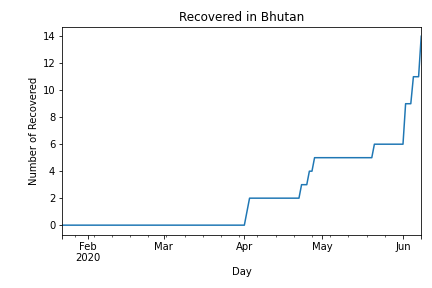 Recovered in Bhutan
Number of Recovered
14
12
10
8
6
4
2
0
Feb
2020
Mar
Apr
May
Jun
Day